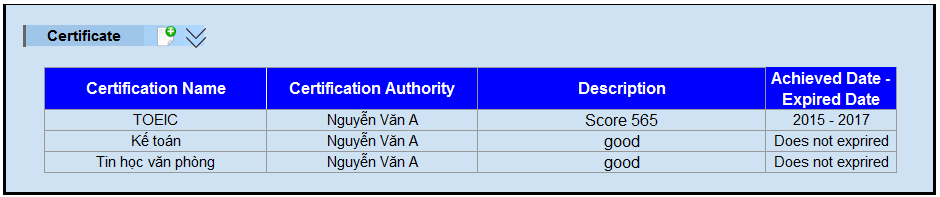 Certificate
Certification Name Certification Authority Description Achieved Date - Expired Date
TOEIC Nguyễn Văn A Score 565 2015 - 2017
Kế toán Nguyễn Văn A good Does not exprired
Tin học văn phòng Nguyễn Văn A good Does not exprired